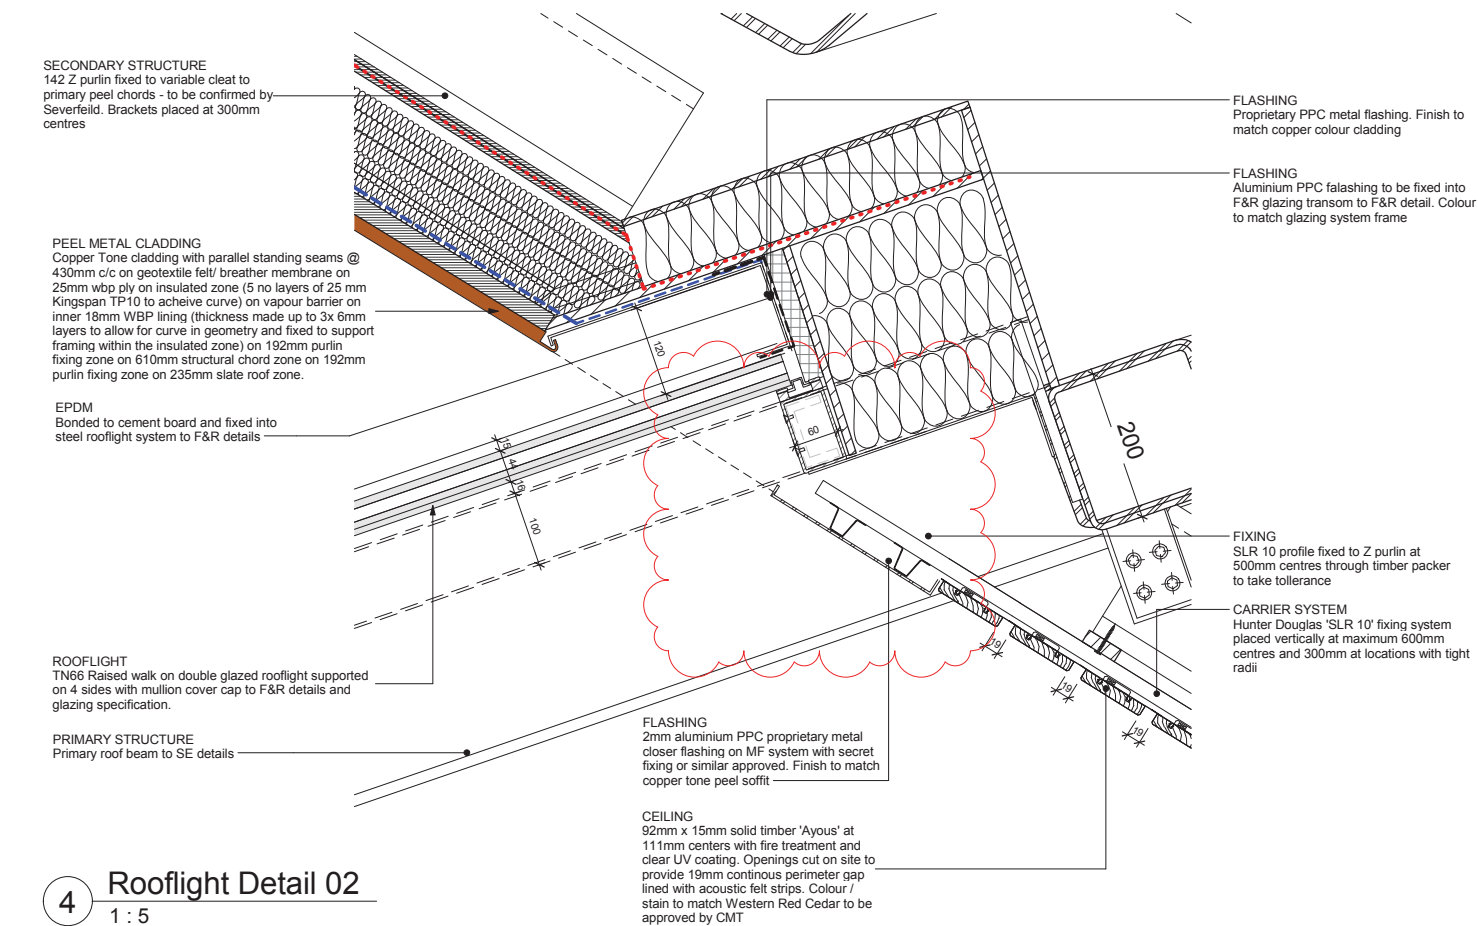 SECONDARY STRUCTURE
142 Z purlin fixed to variable cleat to
primary peel chords - to be confirmed by
Severfeild. Brackets placed at 300mm
centres
PEEL METAL CLADDING
Copper Tone cladding with parallel standing seams @
430mm c/c on geotextile felt/ breather membrane on
25mm wbp ply on insulated zone (5 no layers of 25 mm
Kingspan TP10 to acheive curve) on vapour barrier on
inner 18mm WBP lining (thickness made up to 3x 6mm
layers to allow for curve in geometry and fixed to support
framing within the insulated zone) on 192mm purlin
fixing zone on 610mm structural chord zone on 192mm
purlin fixing zone on 235mm slate roof zone.
EPDM
Bonded to cement board and fixed into
steel rooflight system to F&R details
ROOFLIGHT
TN66 Raised walk on double glazed rooflight supported
on 4 sides with mullion cover cap to F&R details and
glazing specification.
PRIMARY STRUCTURE
Primary roof beam to SE details
FLASHING
Proprietary PPC metal flashing. Finish to
match copper colour cladding
FLASHING
Aluminium PPC falashing to be fixed into
F&R glazing transom to F&R detail. Colour
to match glazing system frame
120
60
200
15
44
16
100
FIXING
SLR 10 profile fixed to Z purlin at
500mm centres through timber packer
to take tollerance
CARRIER SYSTEM
Hunter Douglas 'SLR 10' fixing system
placed vertically at maximum 600mm
centres and 300mm at locations with tight
radii
19
19
19
FLASHING
2mm aluminium PPC proprietary metal
closer flashing on MF system with secret
fixing or similar approved. Finish to match
copper tone peel soffit
CEILING
92mm x 15mm solid timber 'Ayous' at
111mm centers with fire treatment and
clear UV coating. Openings cut on site to
provide 19mm continous perimeter gap
lined with acoustic felt strips. Colour /
stain to match Western Red Cedar to be
approved by CMT
4
Rooflight Detail 02
1 : 5